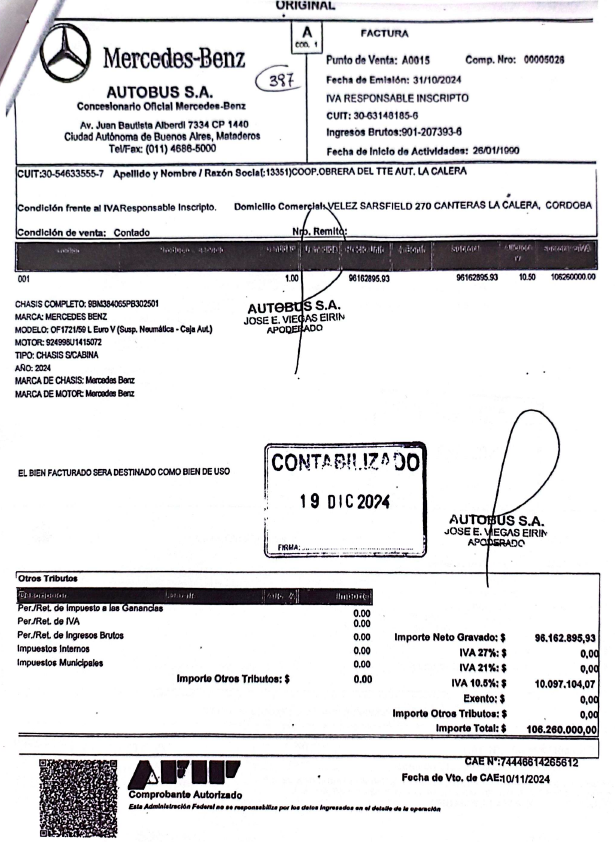 ORIGINAL
Mercedes-Benz
397
AUTOBUS S.A.
Concesionario Oficial Mercedes-Benz
Av. Juan Bautista Alberdi 7334 CP 1440
Ciudad Autónoma de Buenos Aires, Mataderos
Tel/Fax: (011) 4686-5000
A
COD. 1
FACTURA
Punto de Venta: A0015 Comp. Nro: 00005026
Fecha de Emisión: 31/10/2024
IVA RESPONSABLE INSCRIPTO
CUIT: 30-63148185-6
Ingresos Brutos:901-207393-6
Fecha de Inicio de Actividades: 26/01/1990
CUIT:30-54633555-7 Apellido y Nombre / Razón Social:(13351)COOP.OBRERA DEL TTE AUT. LA CALERA
Condición frente al IVAResponsable Inscripto. Domicilio Comercial:VELEZ SARSFIELD 270 CANTERAS LA CALERA, CORDOBA
Condición de venta: Contado Nro. Remito:
001 1.00 96162895.93 96162895.93 10.50 106260000.00
CHASIS COMPLETO: 9BM384065PB302501
MARCA: MERCEDES BENZ
MODELO: OF1721/59 L Euro V (Susp. Neumática - Caja Aut.)
MOTOR: 924998U1415072
TIPO: CHASIS S/CABINA
AÑO: 2024
MARCA DE CHASIS: Mercedes Benz
MARCA DE MOTOR: Mercedes Benz
AUTOBUS S.A.
JOSE E. VIEGAS EIRIN
APODERADO
EL BIEN FACTURADO SERA DESTINADO COMO BIEN DE USO
CONTABILIZADO
19 DIC 2024
FIRMA:
AUTOBUS S.A.
JOSE E. VIEGAS EIRIN
APODERADO
Otros Tributos
Per./Ret. de Impuesto a las Ganancias 0.00
Per./Ret. de IVA 0.00
Per./Ret. de Ingresos Brutos 0.00
Impuestos Internos 0.00
Impuestos Municipales 0.00
Importe Otros Tributos: $ 0.00
Importe Neto Gravado: $ 96.162.895,93
IVA 27%: $ 0,00
IVA 21%: $ 0,00
IVA 10.5%: $ 10.097.104,07
Exento: $ 0,00
Importe Otros Tributos: $ 0,00
Importe Total: $ 106.260.000,00
AFIP
Comprobante Autorizado
Esta Administración Federal no se responsabiliza por los datos ingresados en el detalle de la operación
CAE N°:74446614265612
Fecha de Vto. de CAE:10/11/2024